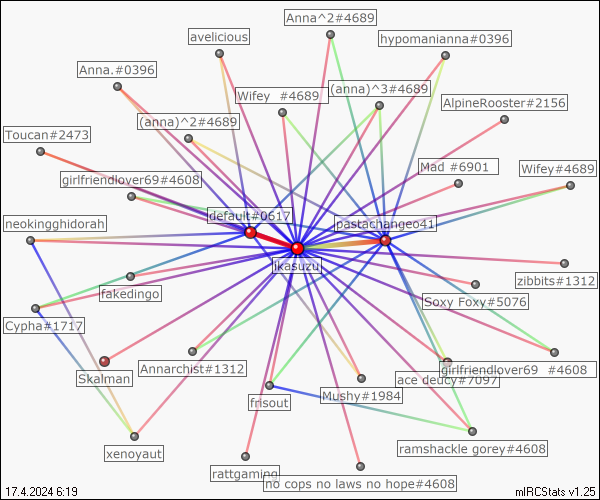 Anna^2#4689
avelicious
hypomanianna#0396
Anna.#0396
Wifey  #4689
(anna)^3#4689
AlpineRooster#2156
(anna)^2#4689
Toucan#2473
Mad #6901
Wifey#4689
girlfriendlover69#4608
default#0617
pastachangeo41
neokingghidorah
jkasuzu
zibbits#1312
fakedingo
Soxy Foxy#5076
Cypha#1717
Annarchist#1312
girlfriendlover69  #4608
Skalman
ace deucy#7097
Mushy#1984
frisout
ramshackle gorey#4608
xenoyaut
rattgaming
no cops no laws no hope#4608
17.4.2024 6:19
mIRCStats v1.25